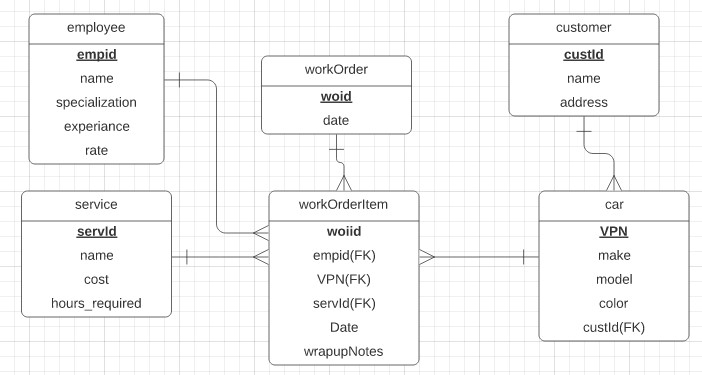 employee
empid
name
specialization
experiance
rate
workOrder
woid
date
customer
custId
name
address
service
servId
name
cost
hours_required
workOrderItem
woiid
empid(FK)
VPN(FK)
servId(FK)
Date
wrapupNotes
car
VPN
make
model
color
custId(FK)